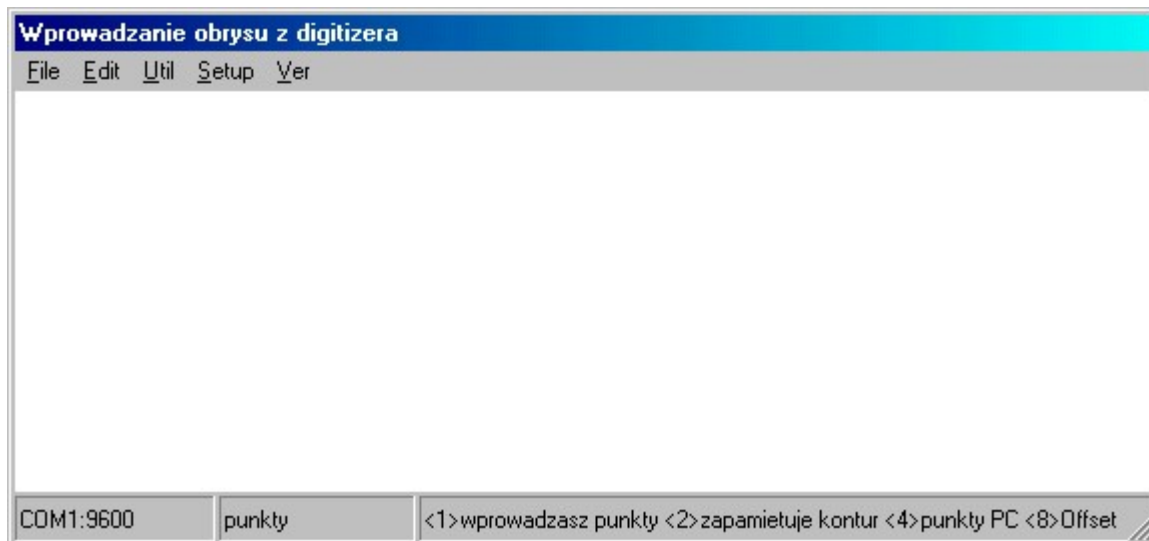 Wprowadzanie obrysu z digitizera
File Edit Util Setup Ver
COM1:9600 punkty <1>wprowadzasz punkty <2>zapamietuje kontur <4>punkty PC <8>Offset